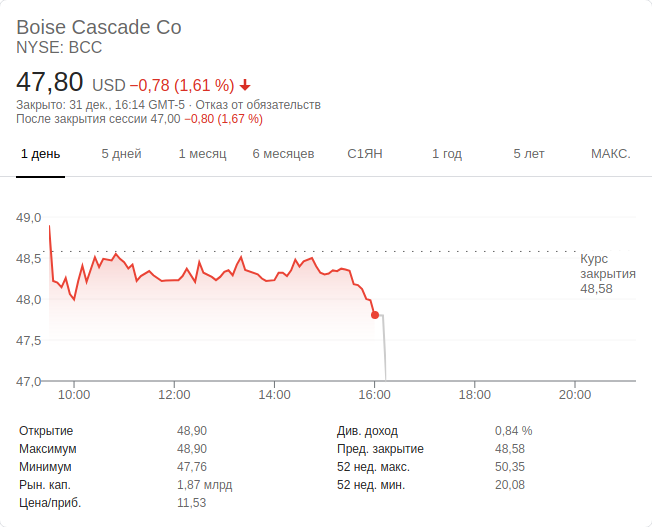 Boise Cascade Co
NYSE: BCC
47,80 USD −0,78 (1,61 %)
Закрыто: 31 дек., 16:14 GMT-5 · Отказ от обязательств
После закрытия сессии 47,00 −0,80 (1,67 %)
1 день 5 дней 1 месяц 6 месяцев С1ЯН 1 год 5 лет МАКС.
49,0
48,5
Курс
закрытия
48,58
48,0
47,5
47,0
10:00 12:00 14:00 16:00 18:00 20:00
Открытие 48,90 Див. доход 0,84 %
Максимум 48,90 Пред. закрытие 48,58
Минимум 47,76 52 нед. макс. 50,35
Рын. кап. 1,87 млрд 52 нед. мин. 20,08
Цена/приб. 11,53